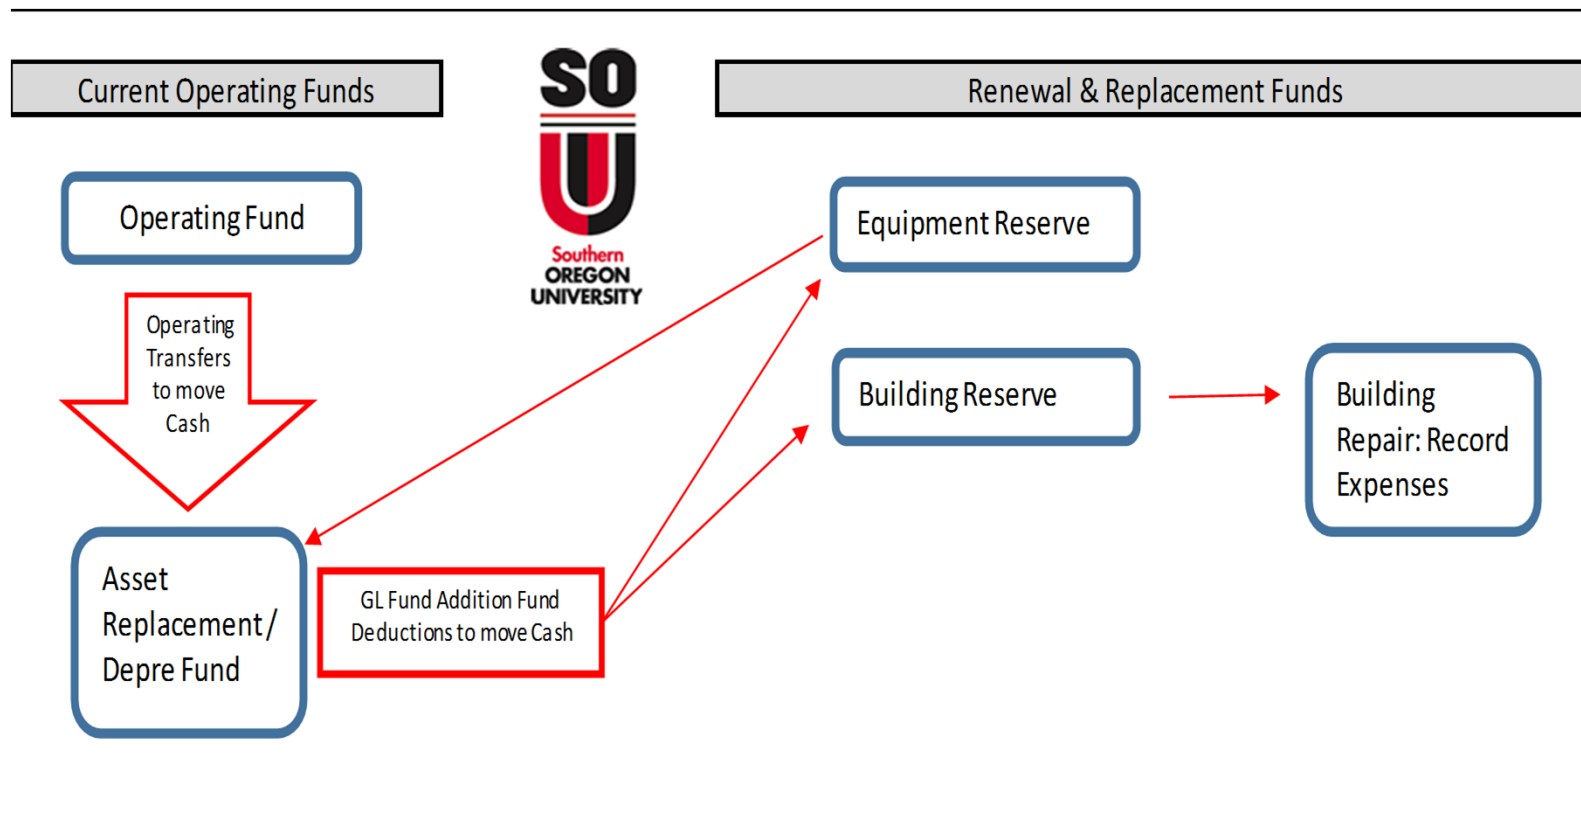 Current Operating Funds
Renewal & Replacement Funds
SO
U
Southern
OREGON
UNIVERSITY
Operating Fund
Operating
Transfers
to move
Cash
Asset
Replacement/
Depre Fund
GL Fund Addition Fund
Deductions to move Cash
Equipment Reserve
Building Reserve
Building
Repair: Record
Expenses